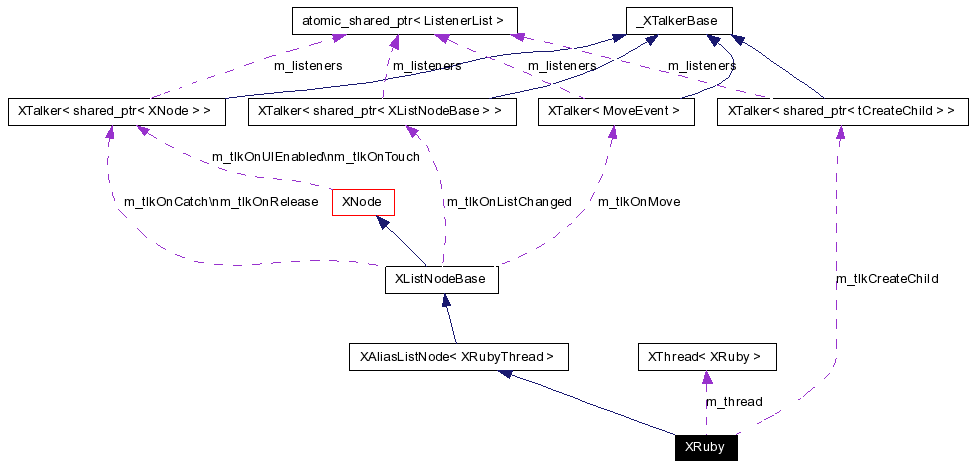 atomic_shared_ptr< ListenerList >
_XTalkerBase
m_listeners
m_listeners
m_listeners
m_listeners
XTalker< shared_ptr< XNode > >
XTalker< shared_ptr< XListNodeBase > >
XTalker< MoveEvent >
XTalker< shared_ptr< tCreateChild > >
m_tlkOnUIEnabled\nm_tlkOnTouch
m_tlkOnCatch\nm_tlkOnRelease
XNode
m_tlkOnListChanged
m_tlkOnMove
XListNodeBase
m_tlkCreateChild
XAliasListNode< XRubyThread >
XThread< XRuby >
m_thread
XRuby